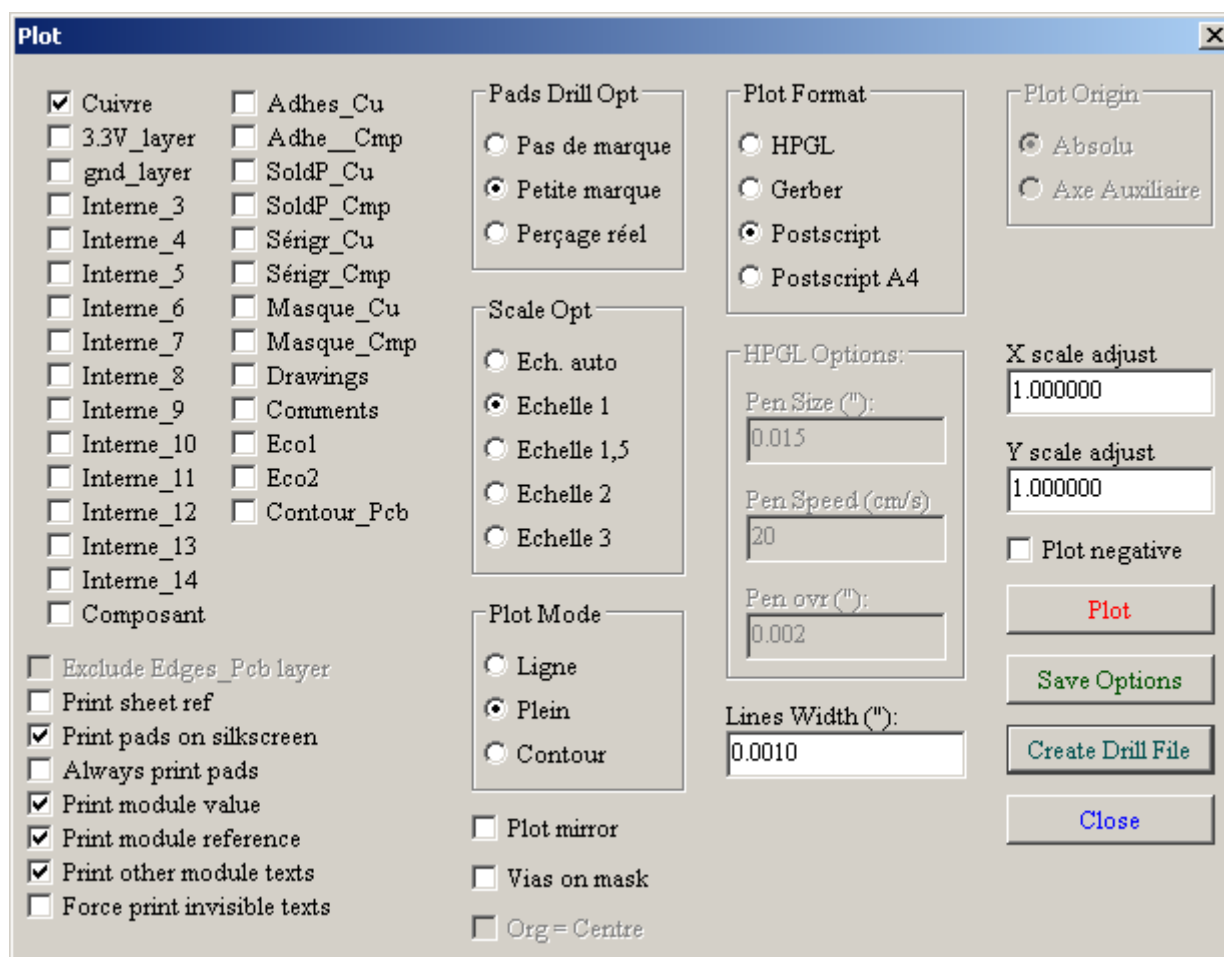 Plot
Cuivre
3.3V_layer
gnd_layer
Interne_3
Interne_4
Interne_5
Interne_6
Interne_7
Interne_8
Interne_9
Interne_10
Interne_11
Interne_12
Interne_13
Interne_14
Composant
Adhes_Cu
Adhe__Cmp
SoldP_Cu
SoldP_Cmp
Sérigr_Cu
Sérigr_Cmp
Masque_Cu
Masque_Cmp
Drawings
Comments
Eco1
Eco2
Contour_Pcb
Exclude Edges_Pcb layer
Print sheet ref
Print pads on silkscreen
Always print pads
Print module value
Print module reference
Print other module texts
Force print invisible texts
Pads Drill Opt
Pas de marque
Petite marque
Perçage réel
Scale Opt
Ech. auto
Echelle 1
Echelle 1,5
Echelle 2
Echelle 3
Plot Mode
Ligne
Plein
Contour
Plot mirror
Vias on mask
Org = Centre
Plot Format
HPGL
Gerber
Postscript
Postscript A4
HPGL Options:
Pen Size ("):
0.015
Pen Speed (cm/s)
20
Pen ovr ("):
0.002
Lines Width ("):
0.0010
Plot Origin
Absolu
Axe Auxiliaire
X scale adjust
1.000000
Y scale adjust
1.000000
Plot negative
Plot
Save Options
Create Drill File
Close